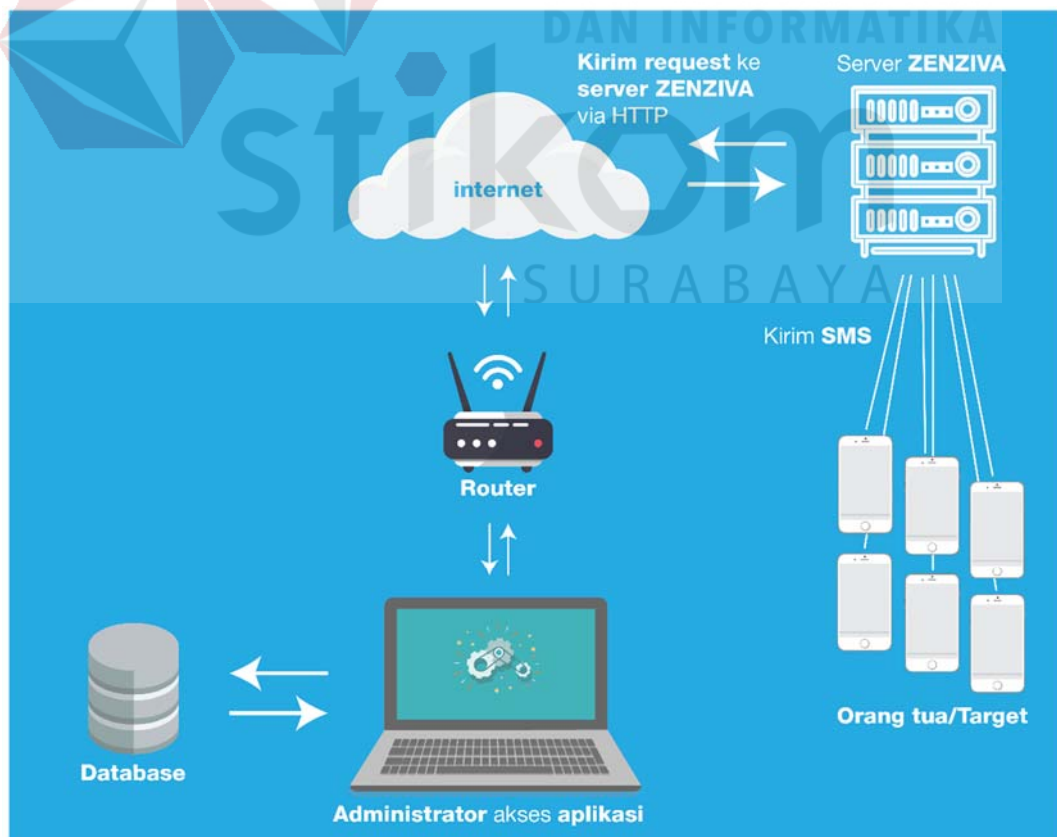 DAN INFORMATIKA
stikom
SURABAYA
Kirim request ke
server ZENZIVA
via HTTP
Server ZENZIVA
internet
Kirim SMS
Router
Orang tua/Target
Database
Administrator akses aplikasi